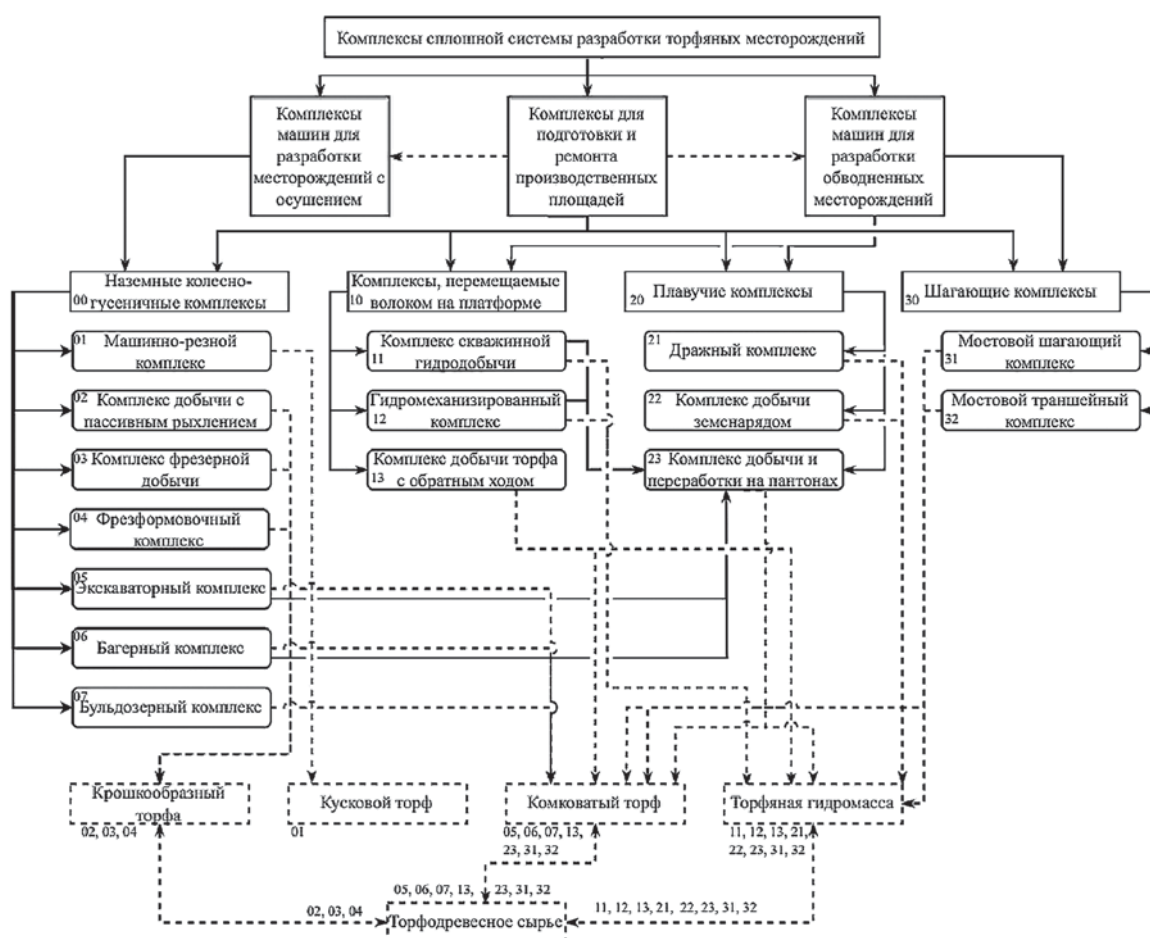 Комплексы сплошной системы разработки торфяных месторождений
Комплексы
машин для
разработки
месторождений с
осушением
Комплексы для
подготовки и
ремонта
производственных
площадей
Комплексы
машин для
разработки
обводненных
месторождений
Наземные колесно-
00 гусеничные комплексы
Комплексы, перемещаемые
10 волоком на платформе
20 Плавучие комплексы
30 Шагающие комплексы
01 Машинно-резной
комплекс
02 Комплекс добычи с
пассивным рыхлением
03 Комплекс фрезерной
добычи
04 Фрезформовочный
комплекс
05
Экскаваторный комплекс
06
Багерный комплекс
07
Бульдозерный комплекс
Комплекс скважинной
11 гидродобычи
Гидромеханизированный
12 комплекс
Комплекс добычи торфа
13 с обратным ходом
21
Дражный комплекс
22 Комплекс добычи
земснарядом
23 Комплекс добычи и
переработки на пантонах
Мостовой шагающий
31 комплекс
Мостовой траншейный
32 комплекс
Крошкообразный
торфа
02, 03, 04
Кусковой торф
01
Комковатый торф
05, 06, 07, 13,
23, 31, 32
Торфяная гидромасса
11, 12, 13, 21,
22, 23, 31, 32
05, 06, 07, 13, 23, 31, 32
02, 03, 04
11, 12, 13, 21, 22, 23, 31, 32
Торфодревесное сырье